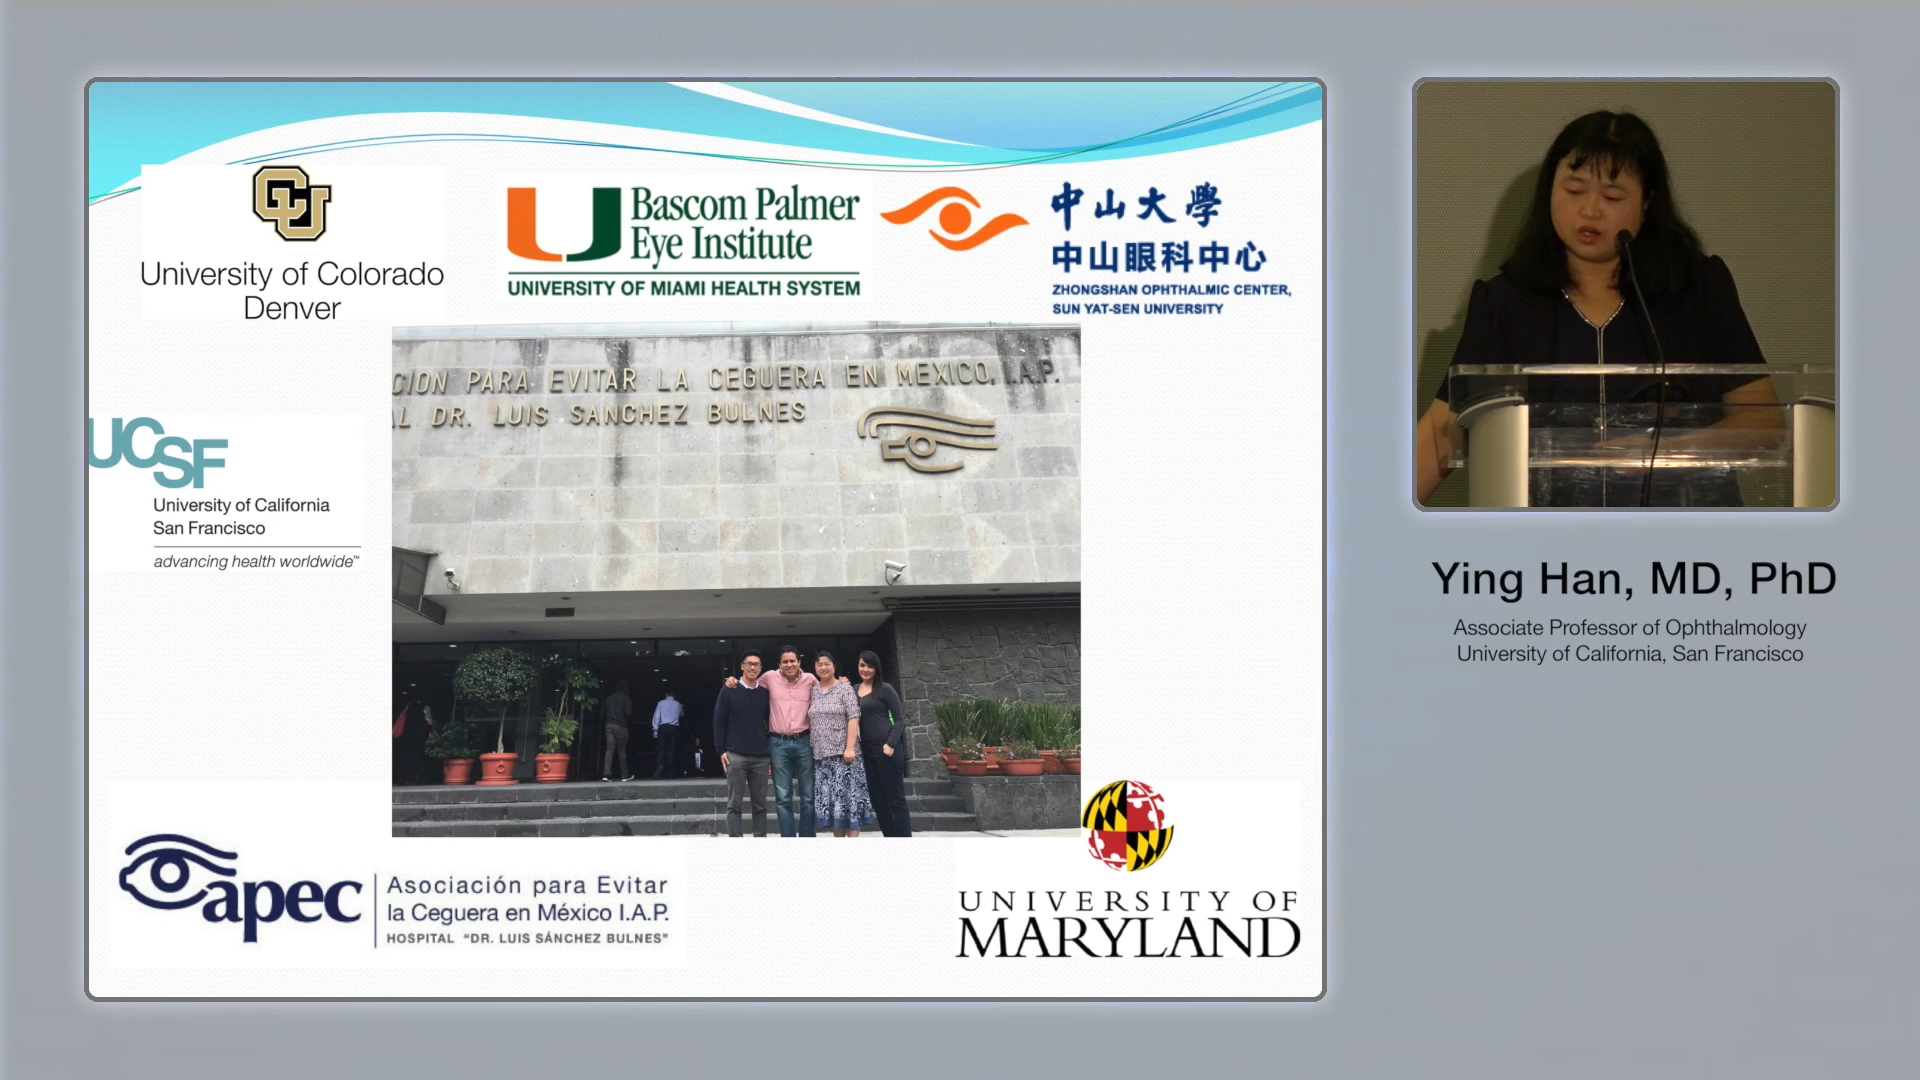 CU
University of Colorado
Denver
U Bascom Palmer
Eye Institute
UNIVERSITY OF MIAMI HEALTH SYSTEM
中山大學
中山眼科中心
ZHONGSHAN OPHTHALMIC CENTER,
SUN YAT-SEN UNIVERSITY
CION PARA EVITAR LA CEGUERA EN MEXICO, I.A.P.
AL DR. LUIS SANCHEZ BULNES
UCSF
University of California
San Francisco
advancing health worldwide™
apec
Asociación para Evitar
la Ceguera en México I.A.P.
HOSPITAL "DR. LUIS SÁNCHEZ BULNES"
UNIVERSITY OF
MARYLAND
Ying Han, MD, PhD
Associate Professor of Ophthalmology
University of California, San Francisco